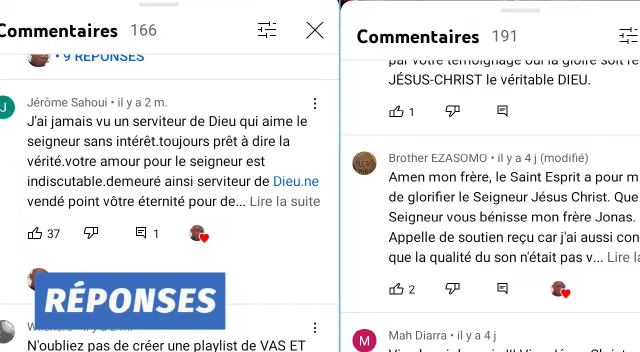 Commentaires 166
• 9 RÉPONSES
J
Jérôme Sahoui • il y a 2 m.
J'ai jamais vu un serviteur de Dieu qui aime le
seigneur sans intérêt.toujours prêt à dire la
vérité.votre amour pour le seigneur est
indiscutable.demeuré ainsi serviteur de Dieu.ne
vendé point vôtre éternité pour de... Lire la suite
37
1
RÉPONSES
N'oubliez pas de créer une playlist de VAS ET
Commentaires 191
par votre témoignage oui la gloire soit
JÉSUS-CHRIST le véritable DIEU.
1
Brother EZASOMO • il y a 4 j (modifié)
Amen mon frère, le Saint Esprit a pour m
de glorifier le Seigneur Jésus Christ. Que
Seigneur vous bénisse mon frère Jonas.
Appelle de soutien reçu car j'ai aussi con
que la qualité du son n'était pas v... Lire la
2
M
Mah Diarra • il y a 4 j